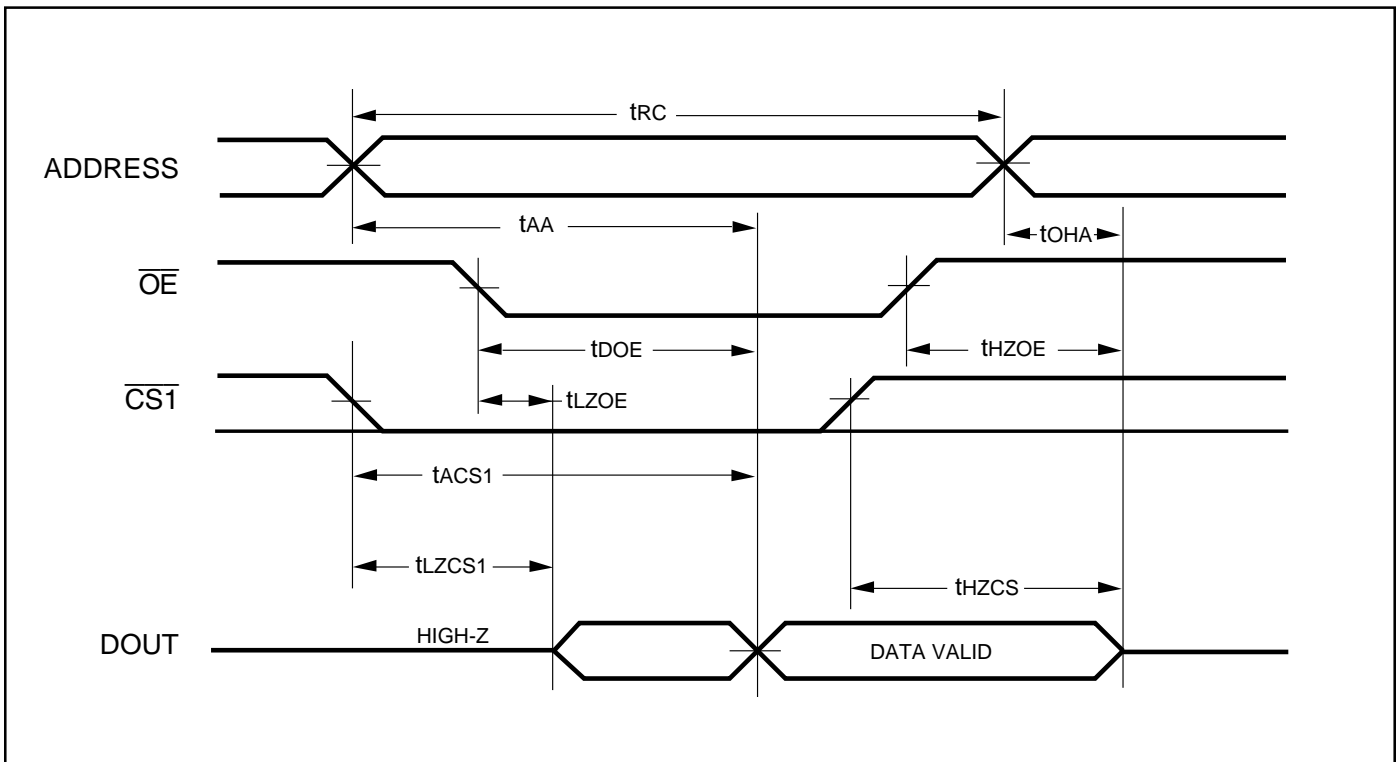 tRC
ADDRESS
tAA
tOHA
OE
tDOE
tHZOE
CS1
tLZOE
tACS1
tLZCS1
tHZCS
DOUT
HIGH-Z
DATA VALID